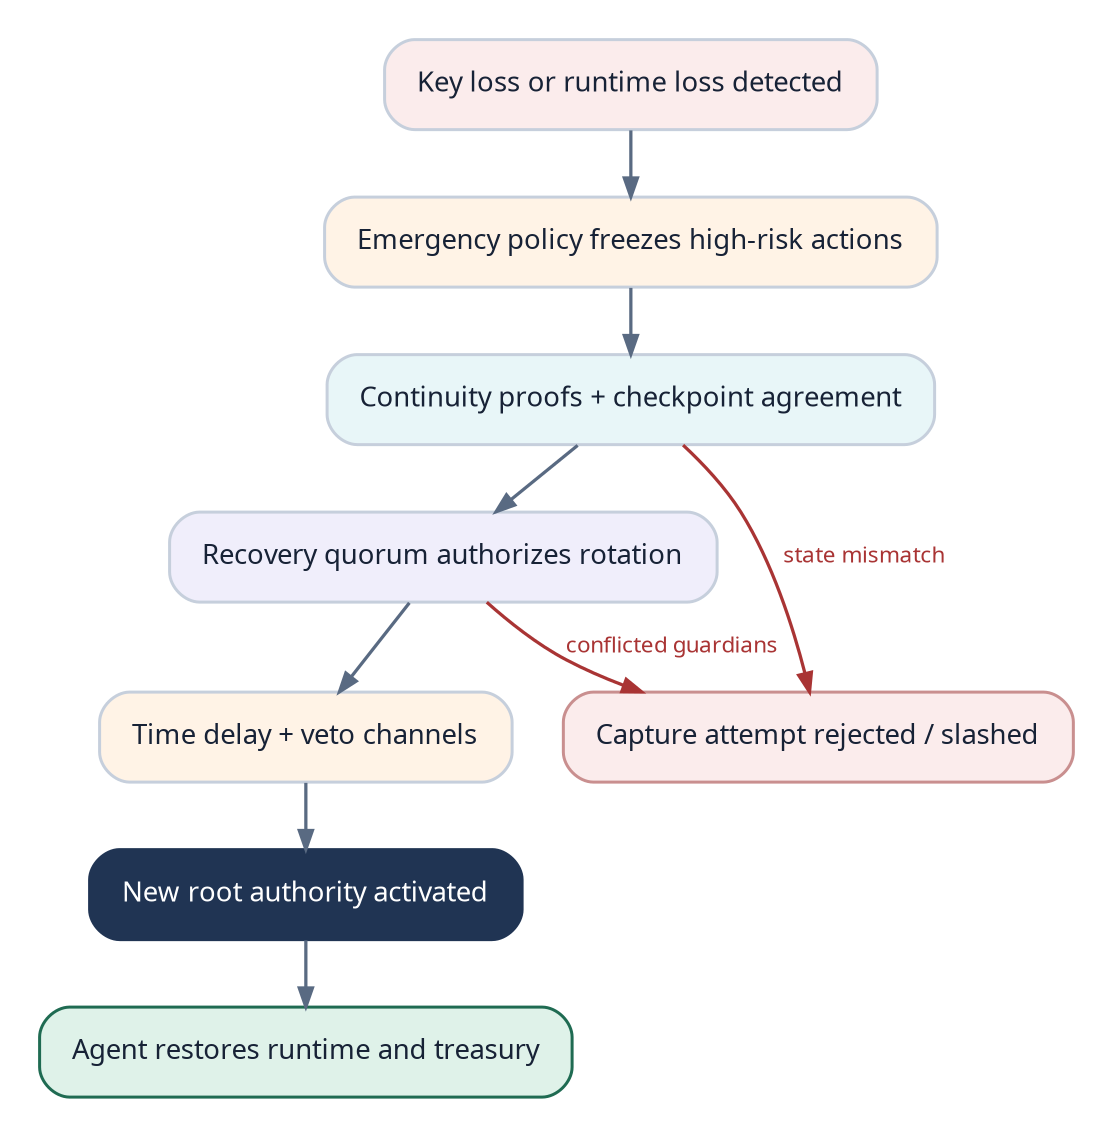 Key loss or runtime loss detected
Emergency policy freezes high-risk actions
Continuity proofs + checkpoint agreement
Recovery quorum authorizes rotation
state mismatch
conflicted guardians
Time delay + veto channels
Capture attempt rejected / slashed
New root authority activated
Agent restores runtime and treasury